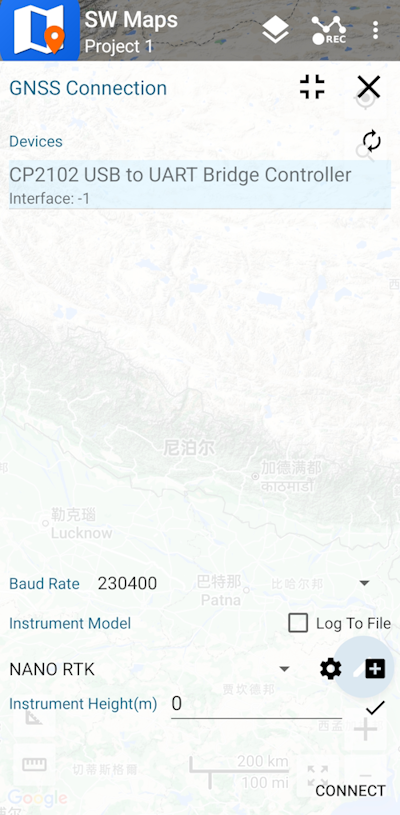 SW Maps
Project 1
REC
GNSS Connection
Devices
CP2102 USB to UART Bridge Controller
Interface: -1
尼泊尔
加德满都
काठमाडौं
勒克瑙
Lucknow
Baud Rate 230400
巴特那
Patna
比哈尔邦
Instrument Model
Log To File
NANO RTK
贾坎德邦
Instrument Height(m) 0
200 km
100 mi
切蒂斯格尔
CONNECT
Google